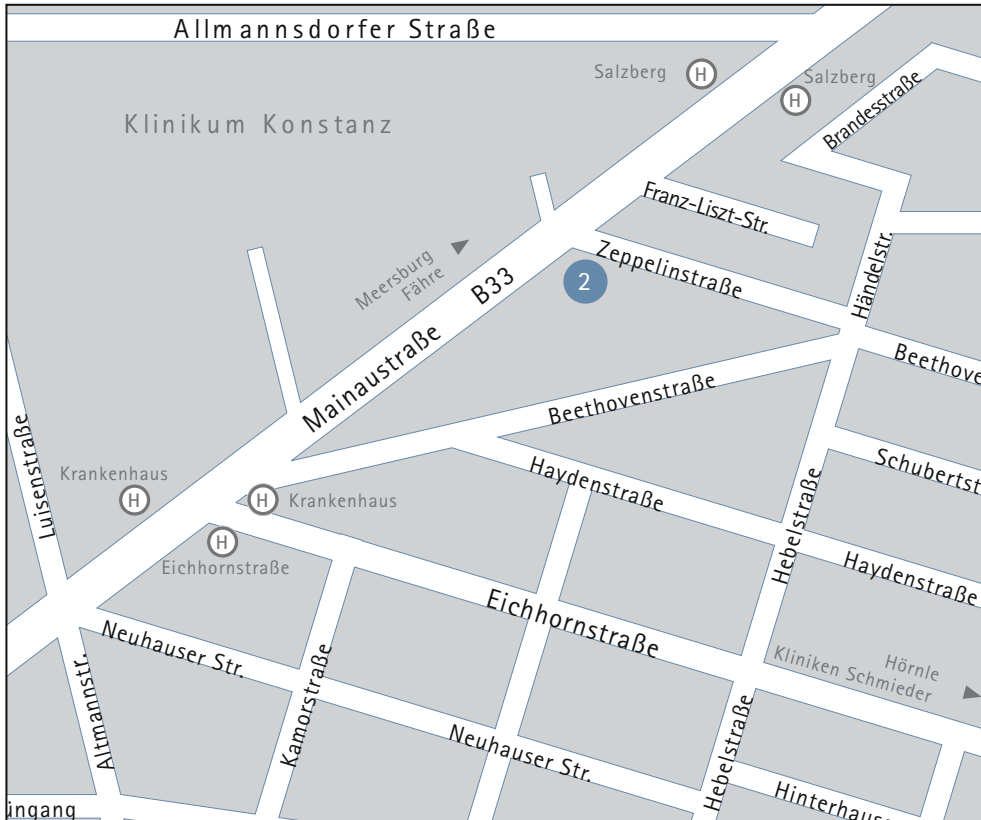 Allmannsdorfer Straße
Salzberg
H
Salzberg
H
Brandesstraße
Klinikum Konstanz
Franz-Liszt-Str.
Meersburg
Fähre
B33
Zeppelinstraße
2
Händelstr.
Mainaustraße
Beethovenstraße
Beethove
Luisenstraße
Krankenhaus
H
H
Krankenhaus
Haydenstraße
Schubertst
Hebelstraße
H
Eichhornstraße
Haydenstraße
Eichhornstraße
Neuhauser Str.
Hörnle
Kliniken Schmieder
Altmannstr.
Kamorstraße
Neuhauser Str.
Hebelstraße
Hinterhaus
üngang